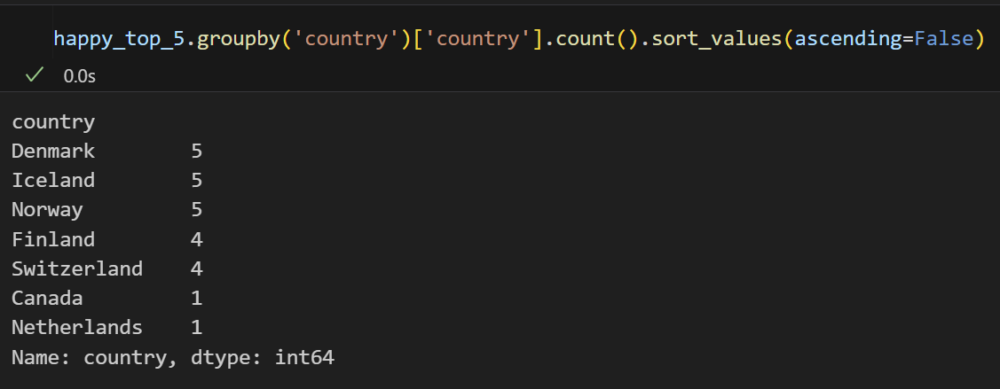 happy_top_5.groupby('country')['country'].count().sort_values(ascending=False)
0.0s
country
Denmark        5
Iceland        5
Norway         5
Finland        4
Switzerland    4
Canada         1
Netherlands    1
Name: country, dtype: int64